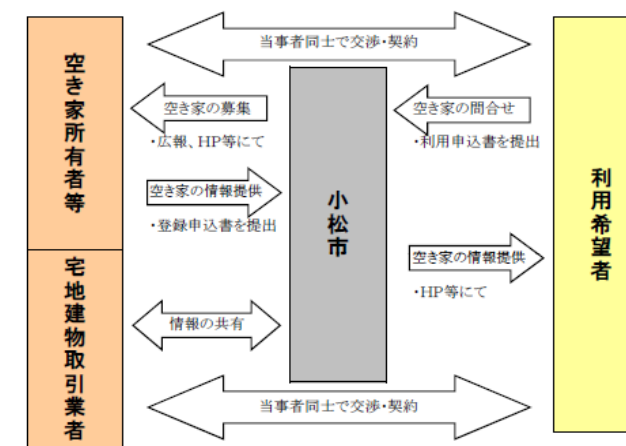 当事者同士で交渉・契約
空き家所有者等
空き家の募集
・広報、HP等にて
空き家の情報提供
・登録申込書を提出
宅地建物取引業者
情報の共有
小松市
空き家の問合せ
・利用申込書を提出
空き家の情報提供
・HP等にて
利用希望者
当事者同士で交渉・契約